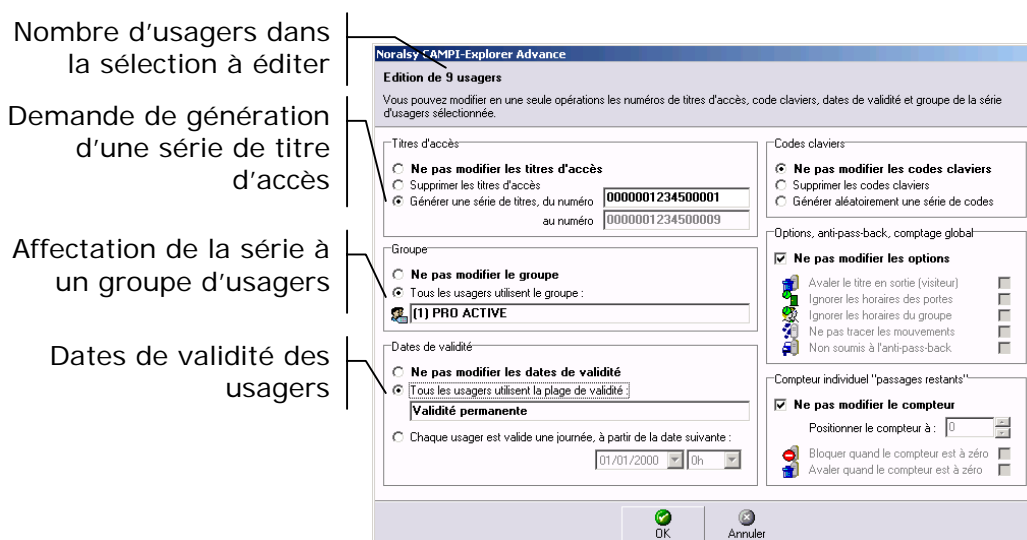 Nombre d'usagers dans
la sélection à éditer
Demande de génération
d'une série de titre
d'accès
Affectation de la série à
un groupe d'usagers
Dates de validité des
usagers
Noralsy CAMPI-Explorer Advance
Edition de 9 usagers
Vous pouvez modifier en une seule opérations les numéros de titres d'accès, code claviers, dates de validité et groupe de la série
d'usagers sélectionnée.
Titres d'accès
Ne pas modifier les titres d'accès
Supprimer les titres d'accès
Générer une série de titres, du numéro 0000001234500001
au numéro 0000001234500009
Groupe
Ne pas modifier le groupe
Tous les usagers utilisent le groupe :
(1) PRO ACTIVE
Dates de validité
Ne pas modifier les dates de validité
Tous les usagers utilisent la plage de validité :
Validité permanente
Chaque usager est valide une journée, à partir de la date suivante :
01/01/2000 0h
Codes claviers
Ne pas modifier les codes claviers
Supprimer les codes claviers
Générer aléatoirement une série de codes
Options, anti-pass-back, comptage global
Ne pas modifier les options
Avaler le titre en sortie (visiteur)
Ignorer les horaires des portes
Ignorer les horaires du groupe
Ne pas tracer les mouvements
Non soumis à l'anti-pass-back
Compteur individuel "passages restants"
Ne pas modifier le compteur
Positionner le compteur à : 0
Bloquer quand le compteur est à zéro
Avaler quand le compteur est à zéro
OK
Annuler